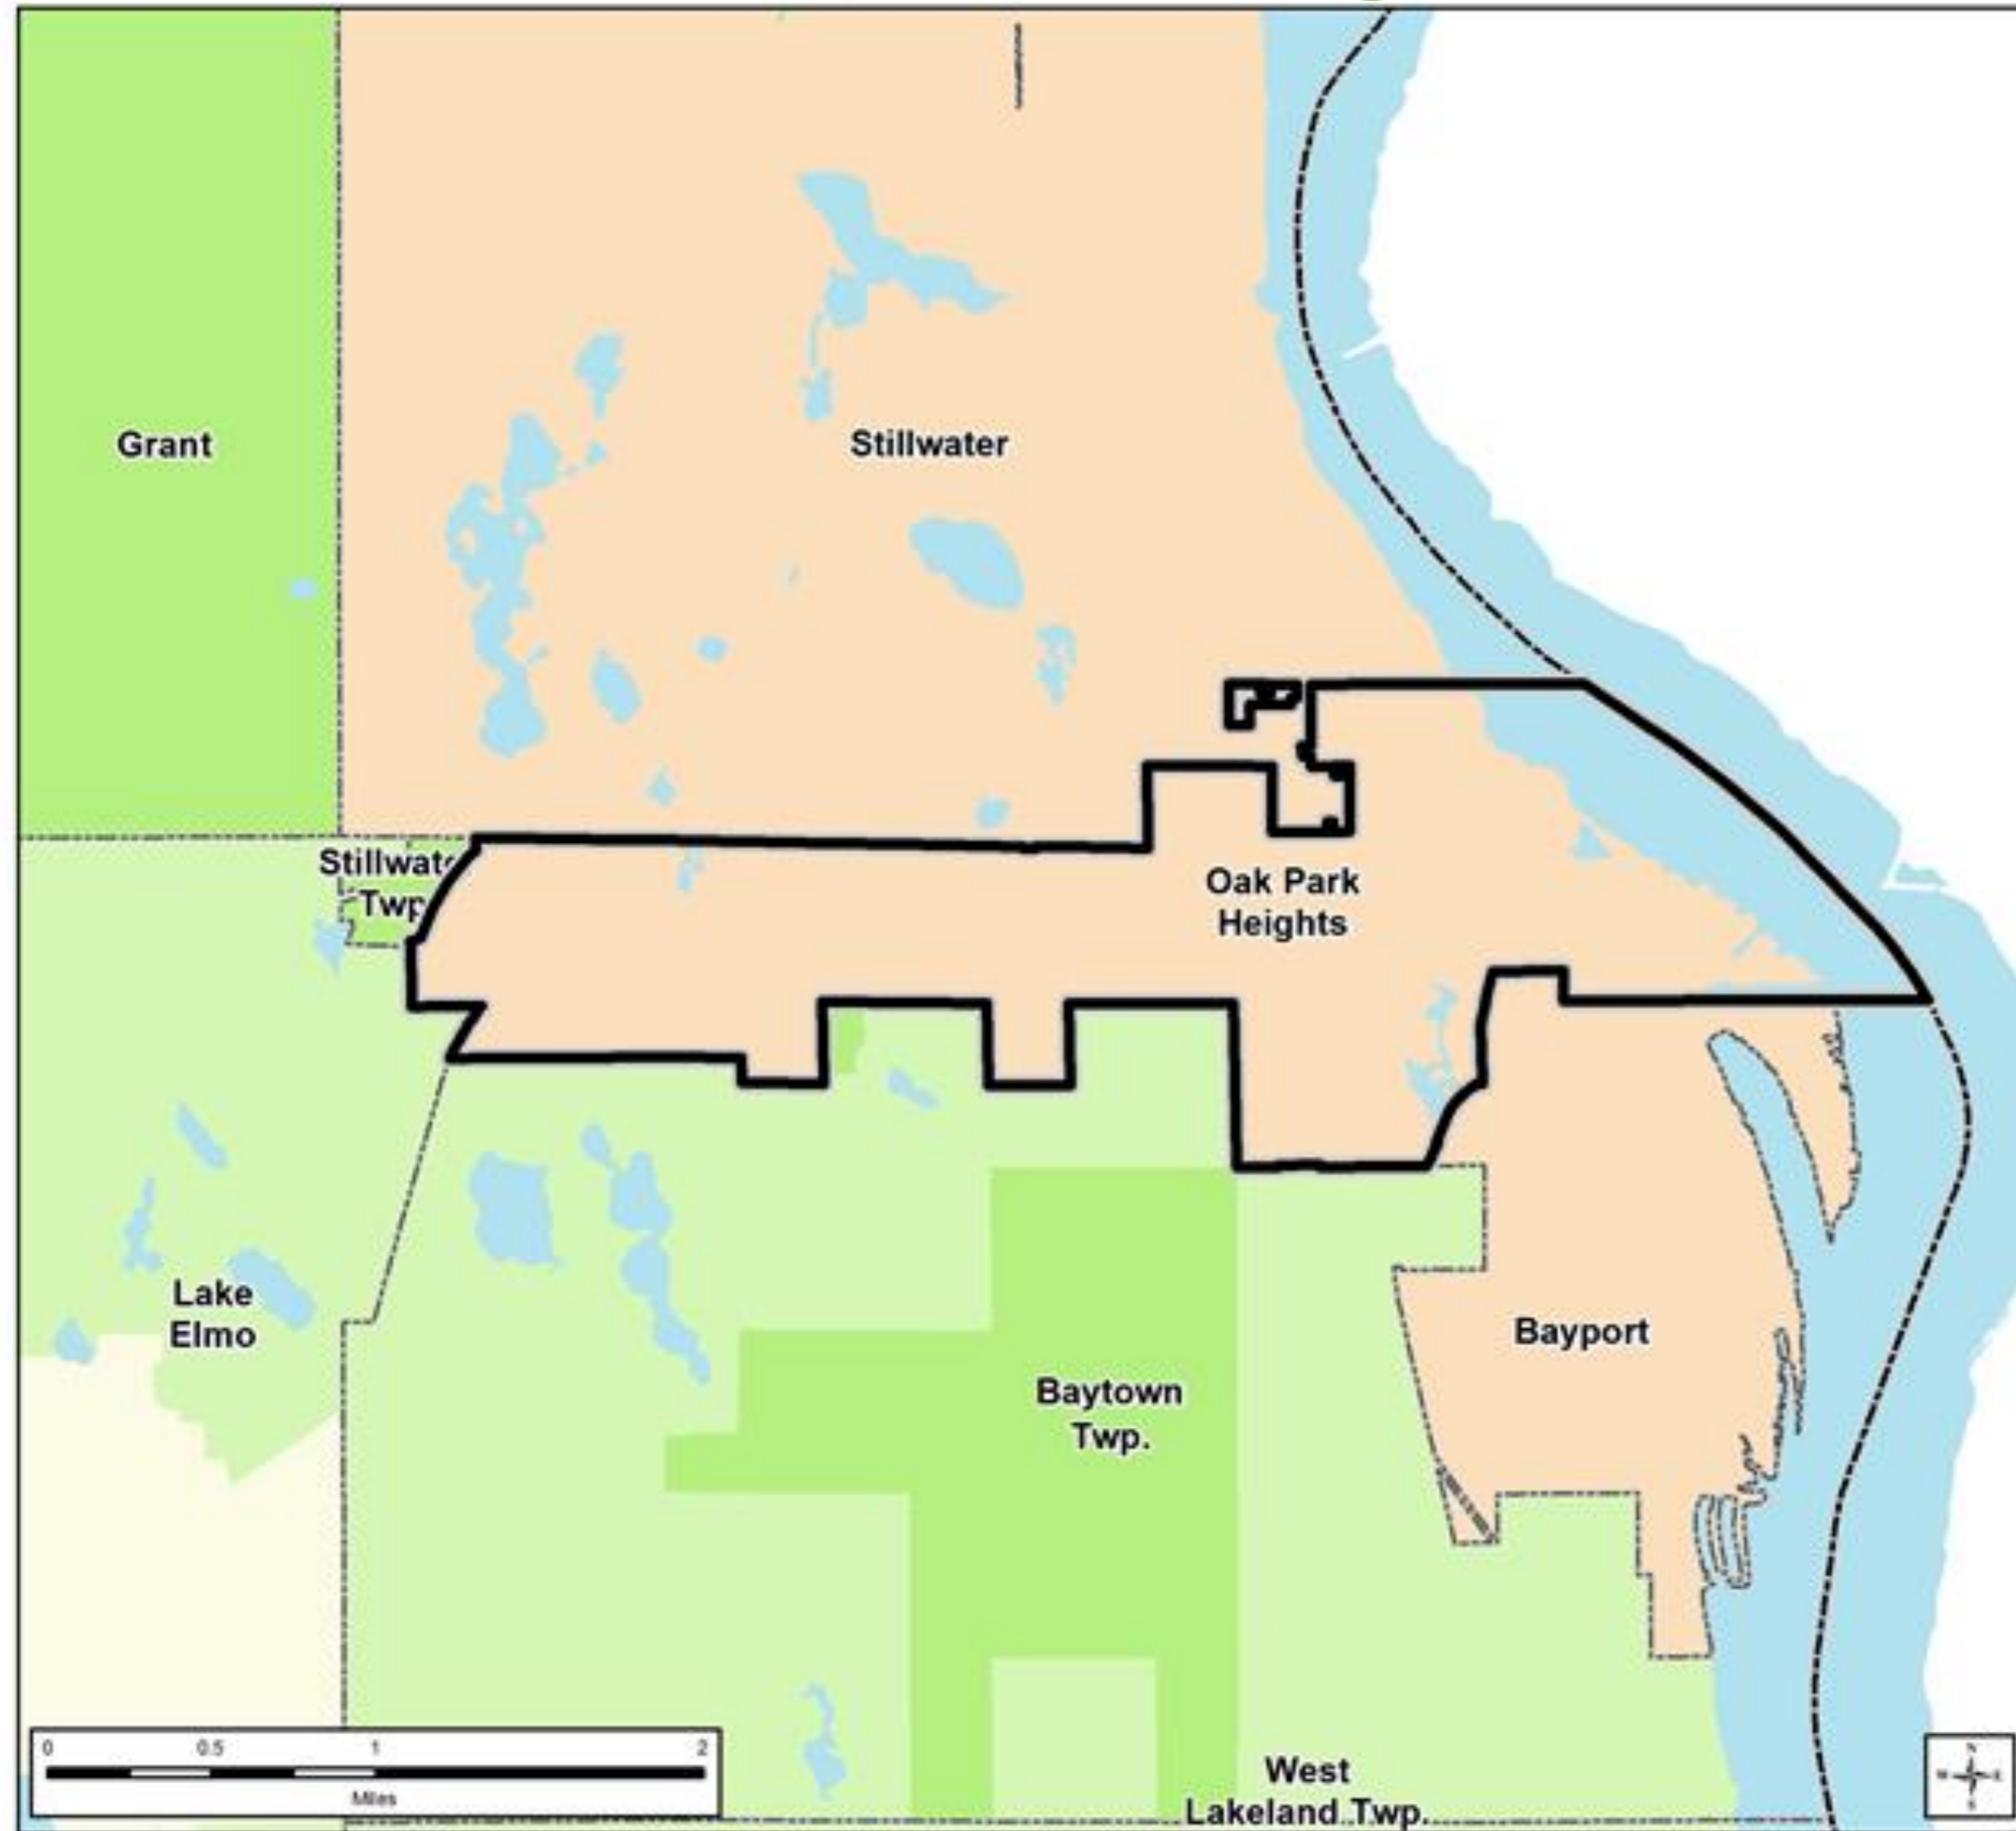 Grant
Stillwater
Stillwate
Twp
Oak Park
Heights
Lake
Elmo
Bayport
Baytown
Twp.
West
Lakeland Twp.
0 0.5 1 2
Miles
N
W E
S